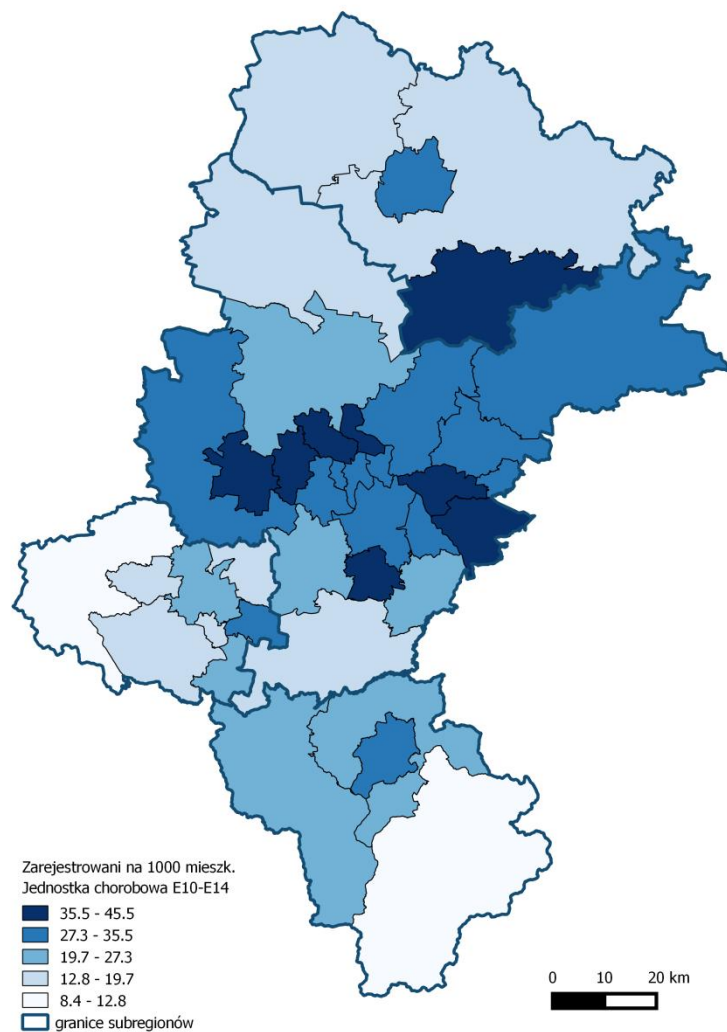 Zarejestrowani na 1000 mieszk.
Jednostka chorobowa E10-E14
35.5 - 45.5
27.3 - 35.5
19.7 - 27.3
12.8 - 19.7
8.4 - 12.8
granice subregionów
0 10 20 km